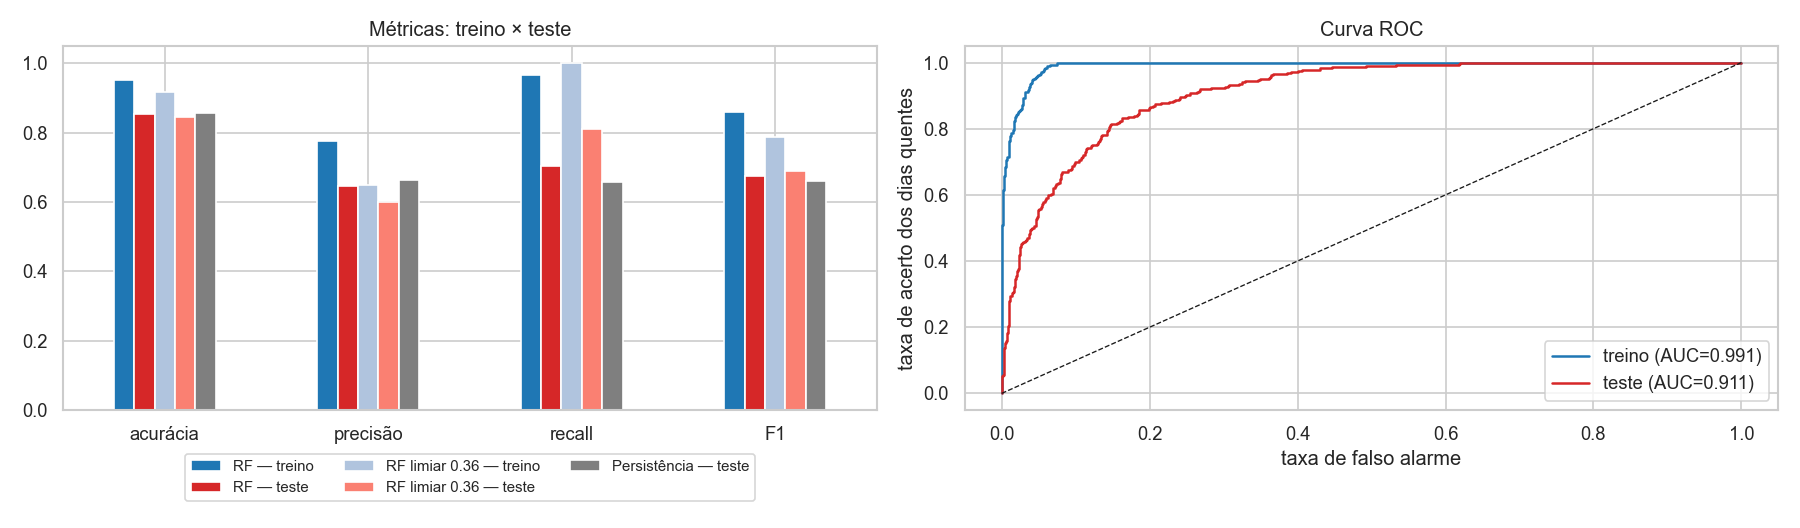 Métricas: treino × teste
1.0
0.8
0.6
0.4
0.2
0.0
acurácia precisão recall F1
RF — treino RF limiar 0.36 — treino Persistência — teste
RF — teste RF limiar 0.36 — teste
Curva ROC
taxa de acerto dos dias quentes
1.0
0.8
0.6
0.4
0.2
0.0
treino (AUC=0.991)
teste (AUC=0.911)
0.0 0.2 0.4 0.6 0.8 1.0
taxa de falso alarme